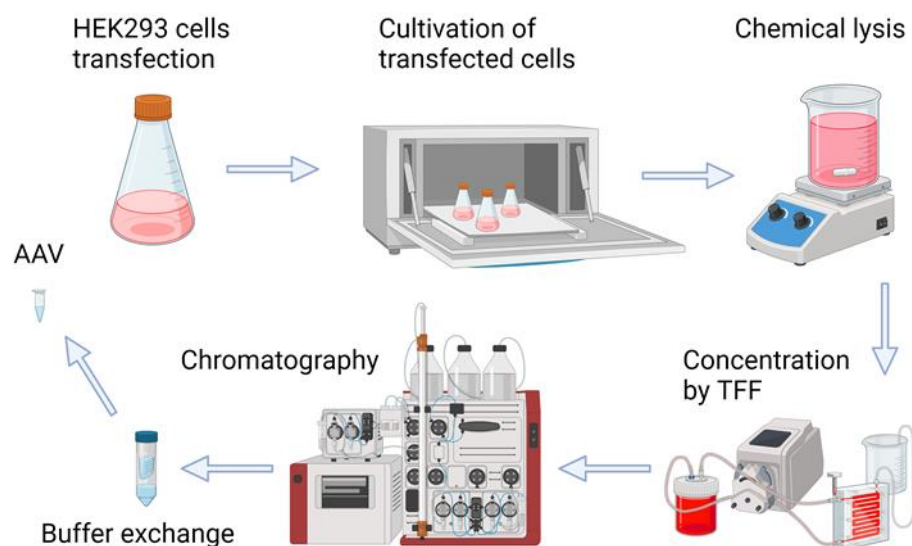 HEK293 cells
transfection
Cultivation of
transfected cells
Chemical lysis
Concentration
by TFF
Chromatography
Buffer exchange
AAV